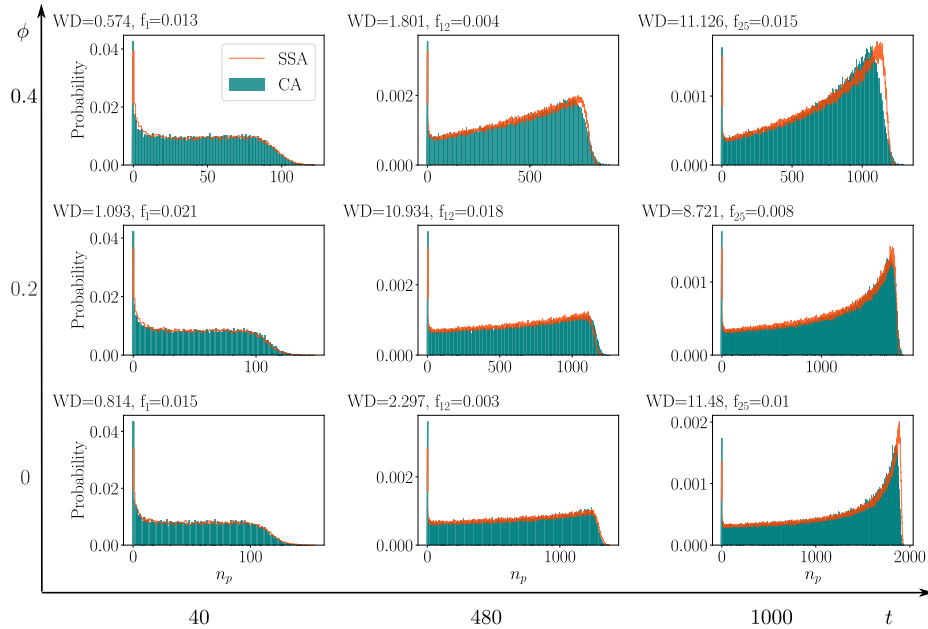 ϕ
WD=0.574, f₁=0.013
WD=1.801, f₁₂=0.004
WD=11.126, f₂₅=0.015
0.4
Probability
0.04
0.02
0.00
SSA
CA
0 50 100
0.002
0.000
0 500
0.001
0.000
0 500 1000
WD=1.093, f₁=0.021
WD=10.934, f₁₂=0.018
WD=8.721, f₂₅=0.008
0.2
Probability
0.04
0.02
0.00
0 100
0.002
0.000
0 500 1000
0.001
0.000
0 1000
WD=0.814, f₁=0.015
WD=2.297, f₁₂=0.003
WD=11.48, f₂₅=0.01
0
Probability
0.04
0.02
0.00
0 100
nₚ
0.002
0.000
0 1000
nₚ
0.002
0.001
0.000
0 1000 2000
nₚ
40 480 1000 t